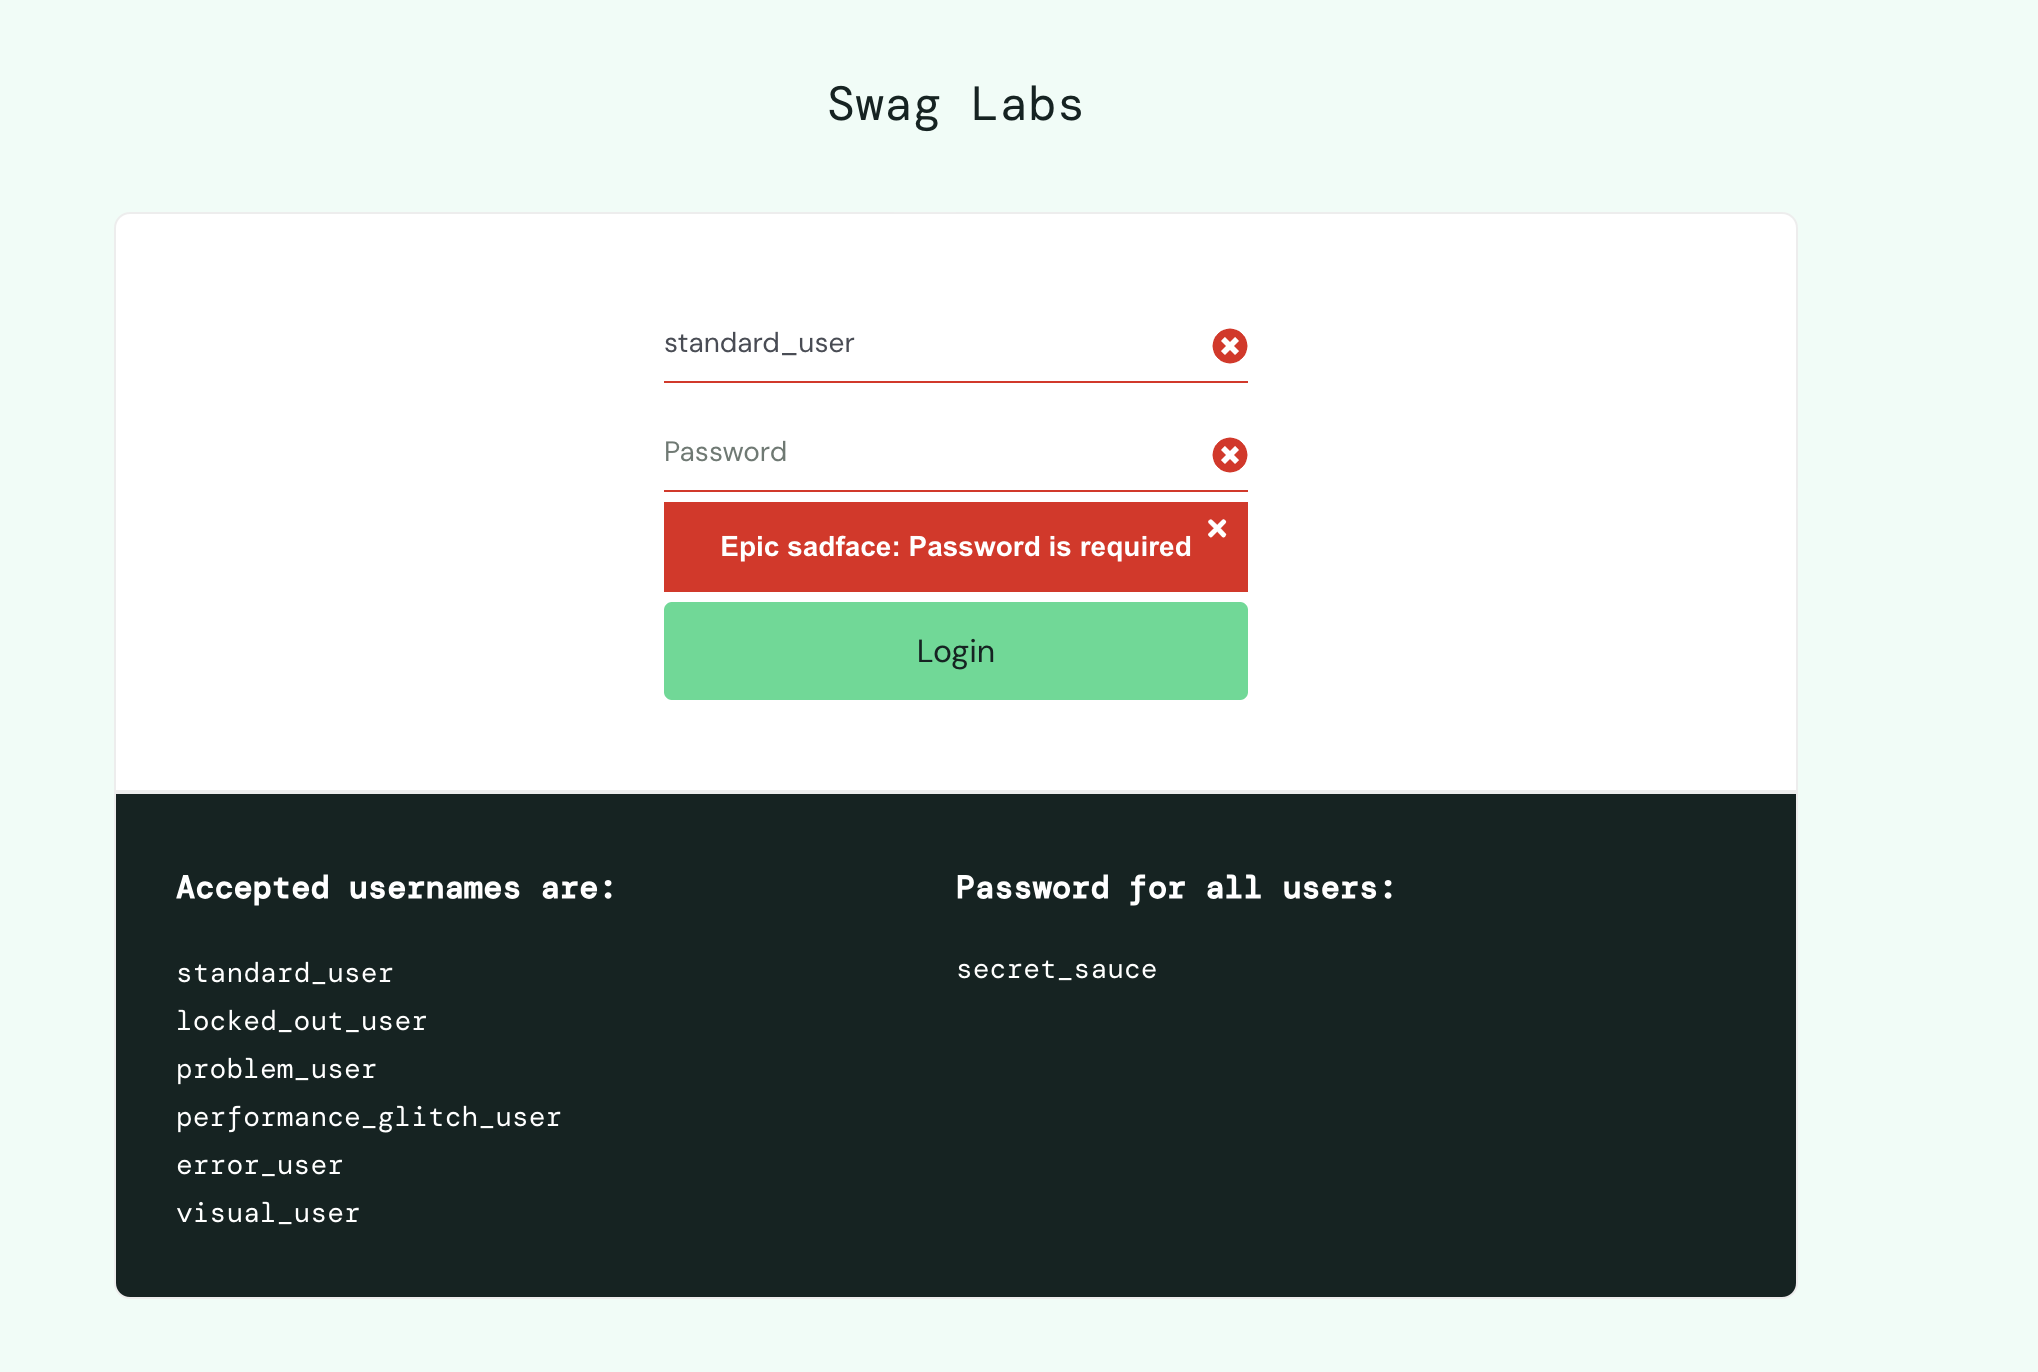 Swag Labs
standard_user
Password
Epic sadface: Password is required
Login
Accepted usernames are:
standard_user
locked_out_user
problem_user
performance_glitch_user
error_user
visual_user
Password for all users:
secret_sauce